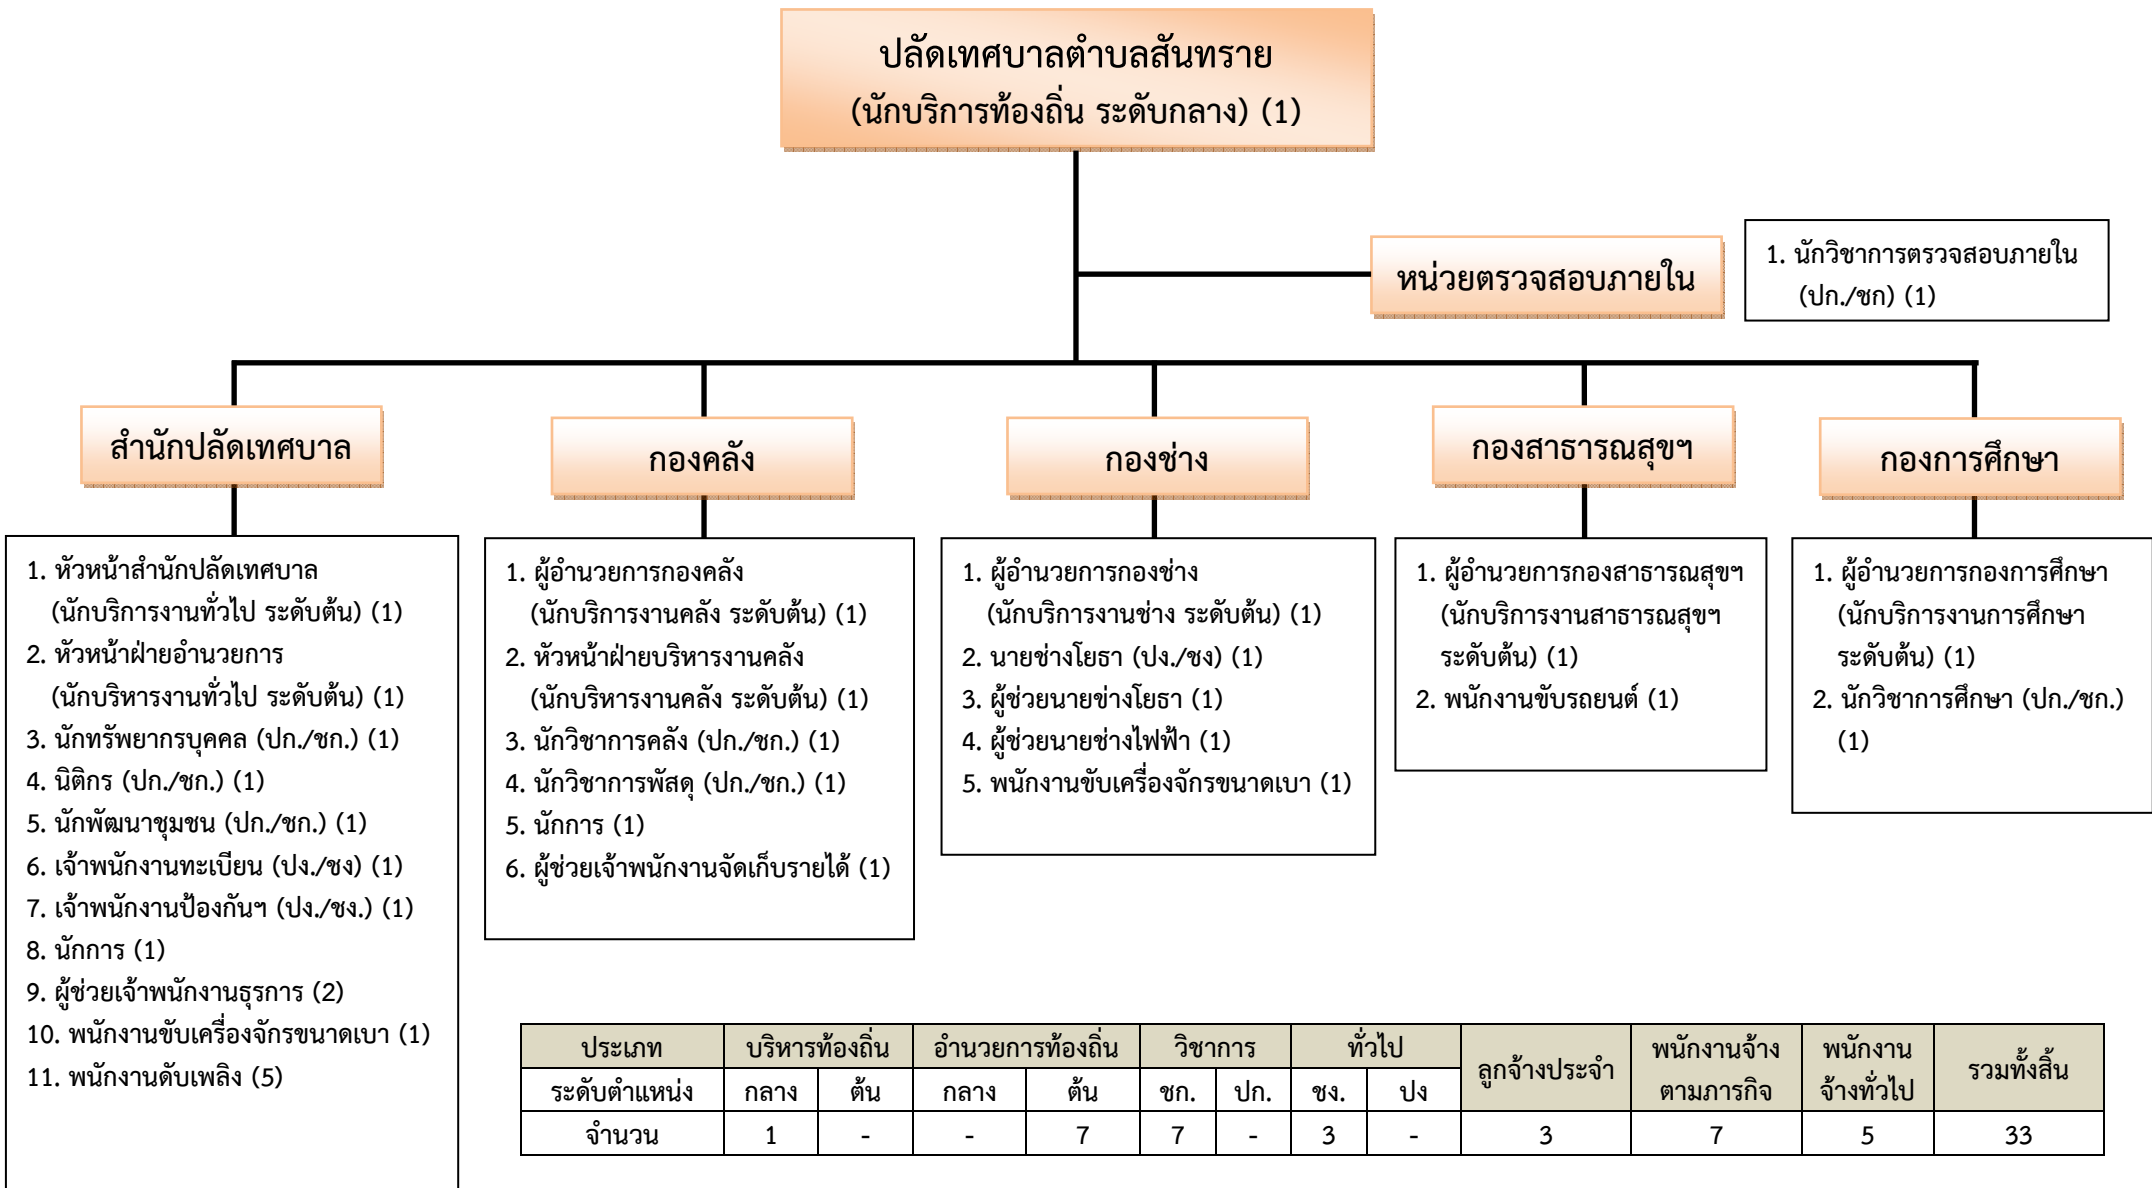 ปลัดเทศบาลตำบลสันทราย
(นักบริการท้องถิ่น ระดับกลาง) (1)
หน่วยตรวจสอบภายใน
1. นักวิชาการตรวจสอบภายใน
(ปก./ชก) (1)
สำนักปลัดเทศบาล
1. หัวหน้าสำนักปลัดเทศบาล
(นักบริการงานทั่วไป ระดับต้น) (1)
2. หัวหน้าฝ่ายอำนวยการ
(นักบริหารงานทั่วไป ระดับต้น) (1)
3. นักทรัพยากรบุคคล (ปก./ชก.) (1)
4. นิติกร (ปก./ชก.) (1)
5. นักพัฒนาชุมชน (ปก./ชก.) (1)
6. เจ้าพนักงานทะเบียน (ปง./ชง) (1)
7. เจ้าพนักงานป้องกันฯ (ปง./ชง.) (1)
8. นักการ (1)
9. ผู้ช่วยเจ้าพนักงานธุรการ (2)
10. พนักงานขับเครื่องจักรขนาดเบา (1)
11. พนักงานดับเพลิง (5)
กองคลัง
1. ผู้อำนวยการกองคลัง
(นักบริการงานคลัง ระดับต้น) (1)
2. หัวหน้าฝ่ายบริหารงานคลัง
(นักบริหารงานคลัง ระดับต้น) (1)
3. นักวิชาการคลัง (ปก./ชก.) (1)
4. นักวิชาการพัสดุ (ปก./ชก.) (1)
5. นักการ (1)
6. ผู้ช่วยเจ้าพนักงานจัดเก็บรายได้ (1)
กองช่าง
1. ผู้อำนวยการกองช่าง
(นักบริการงานช่าง ระดับต้น) (1)
2. นายช่างโยธา (ปง./ชง) (1)
3. ผู้ช่วยนายข่างโยธา (1)
4. ผู้ช่วยนายช่างไฟฟ้า (1)
5. พนักงานขับเครื่องจักรขนาดเบา (1)
กองสาธารณสุขฯ
1. ผู้อำนวยการกองสาธารณสุขฯ
(นักบริการงานสาธารณสุขฯ
ระดับต้น) (1)
2. พนักงานขับรถยนต์ (1)
กองการศึกษา
1. ผู้อำนวยการกองการศึกษา
(นักบริการงานการศึกษา
ระดับต้น) (1)
2. นักวิชาการศึกษา (ปก./ชก.)
(1)
ประเภท บริหารท้องถิ่น อำนวยการท้องถิ่น วิชาการ ทั่วไป ลูกจ้างประจำ พนักงานจ้าง พนักงาน รวมทั้งสิ้น
ตามภารกิจ จ้างทั่วไป
ระดับตำแหน่ง กลาง ต้น กลาง ต้น ชก. ปก. ชง. ปง
จำนวน 1 - - 7 7 - 3 - 3 7 5 33